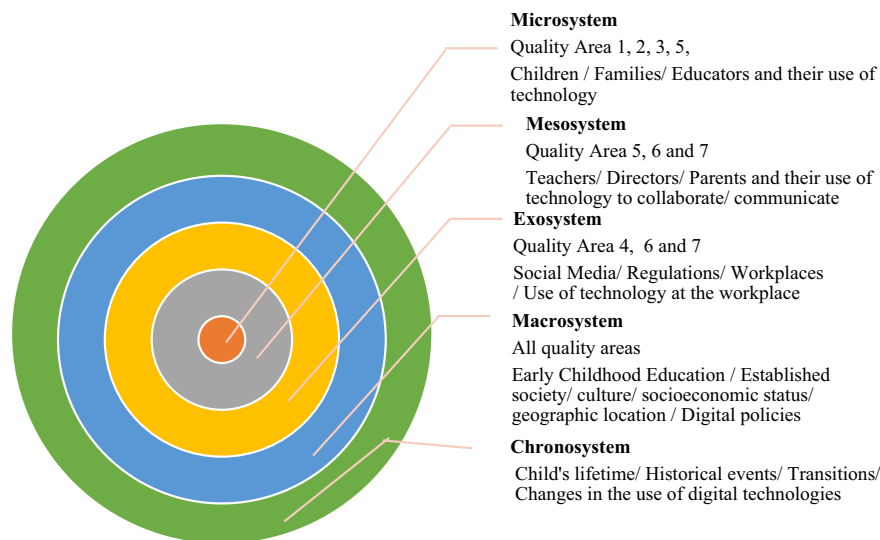 Microsystem
Quality Area 1, 2, 3, 5,
Children / Families/ Educators and their use of
technology
Mesosystem
Quality Area 5, 6 and 7
Teachers/ Directors/ Parents and their use of
technology to collaborate/ communicate
Exosystem
Quality Area 4, 6 and 7
Social Media/ Regulations/ Workplaces
/ Use of technology at the workplace
Macrosystem
All quality areas
Early Childhood Education / Established
society/ culture/ socioeconomic status/
geographic location / Digital policies
Chronosystem
Child's lifetime/ Historical events/ Transitions/
Changes in the use of digital technologies